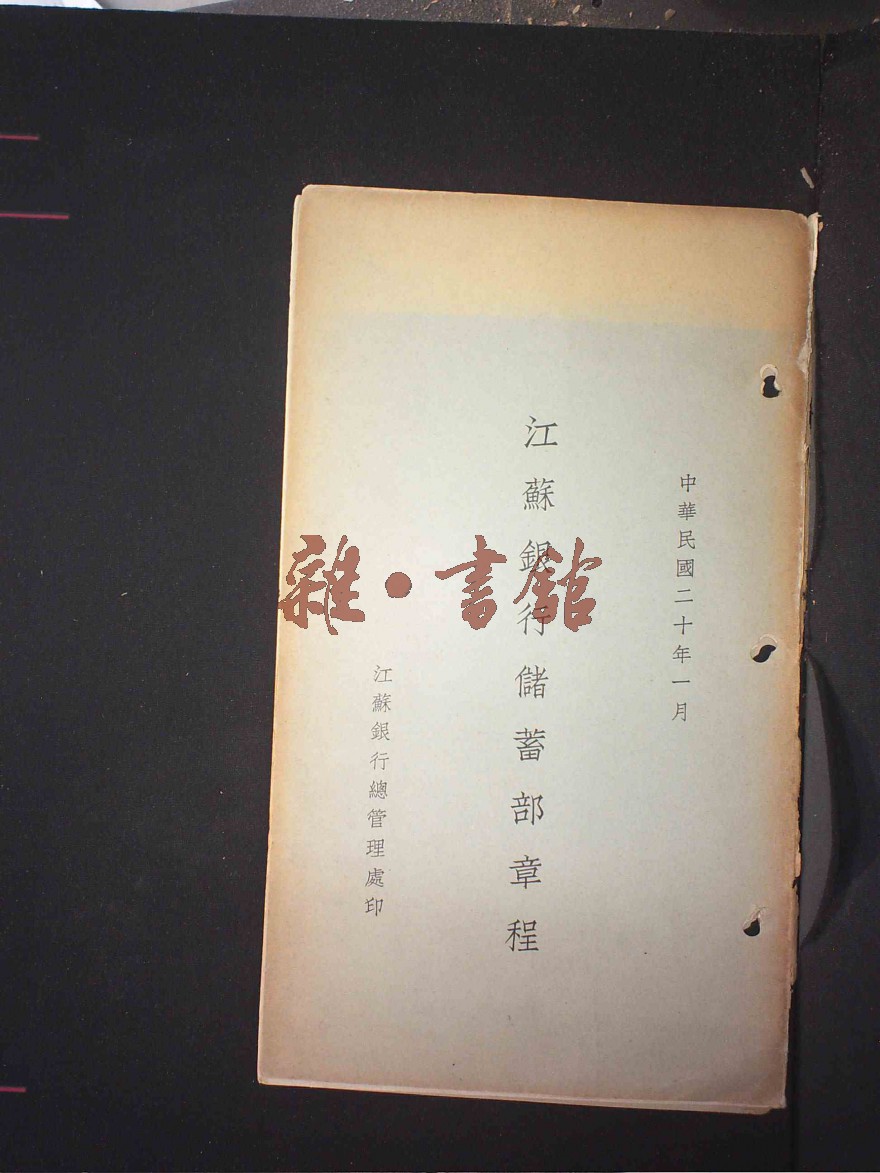 中華民國二十年一月
江蘇銀行儲蓄部章程
江蘇銀行總管理處印
雜·書館